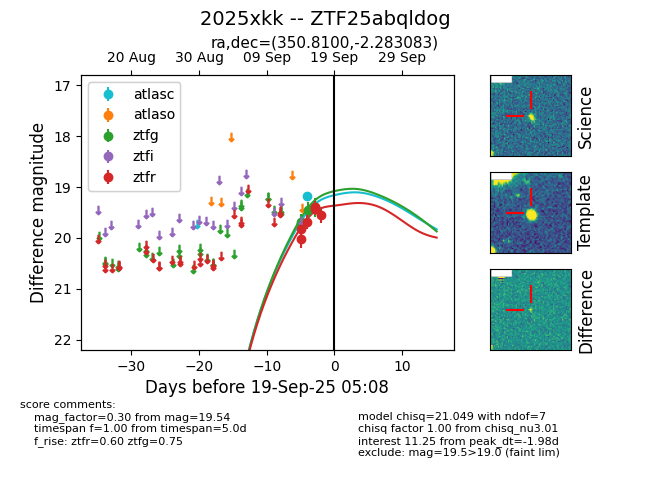 2025xkk -- ZTF25abqldog
ra,dec=(350.8100,-2.283083)
20 Aug 30 Aug 09 Sep 19 Sep 29 Sep
17
18
19
20
21
22
Difference magnitude
atlasc
atlaso
ztfg
ztfi
ztfr
−30 −20 −10 0 10
Days before 19-Sep-25 05:08
Science
Template
Difference
score comments:
mag_factor=0.30 from mag=19.54
timespan f=1.00 from timespan=5.0d
f_rise: ztfr=0.60 ztfg=0.75
model chisq=21.049 with ndof=7
chisq factor 1.00 from chisq_nu3.01
interest 11.25 from peak_dt=-1.98d
exclude: mag=19.5>19.0 (faint lim)